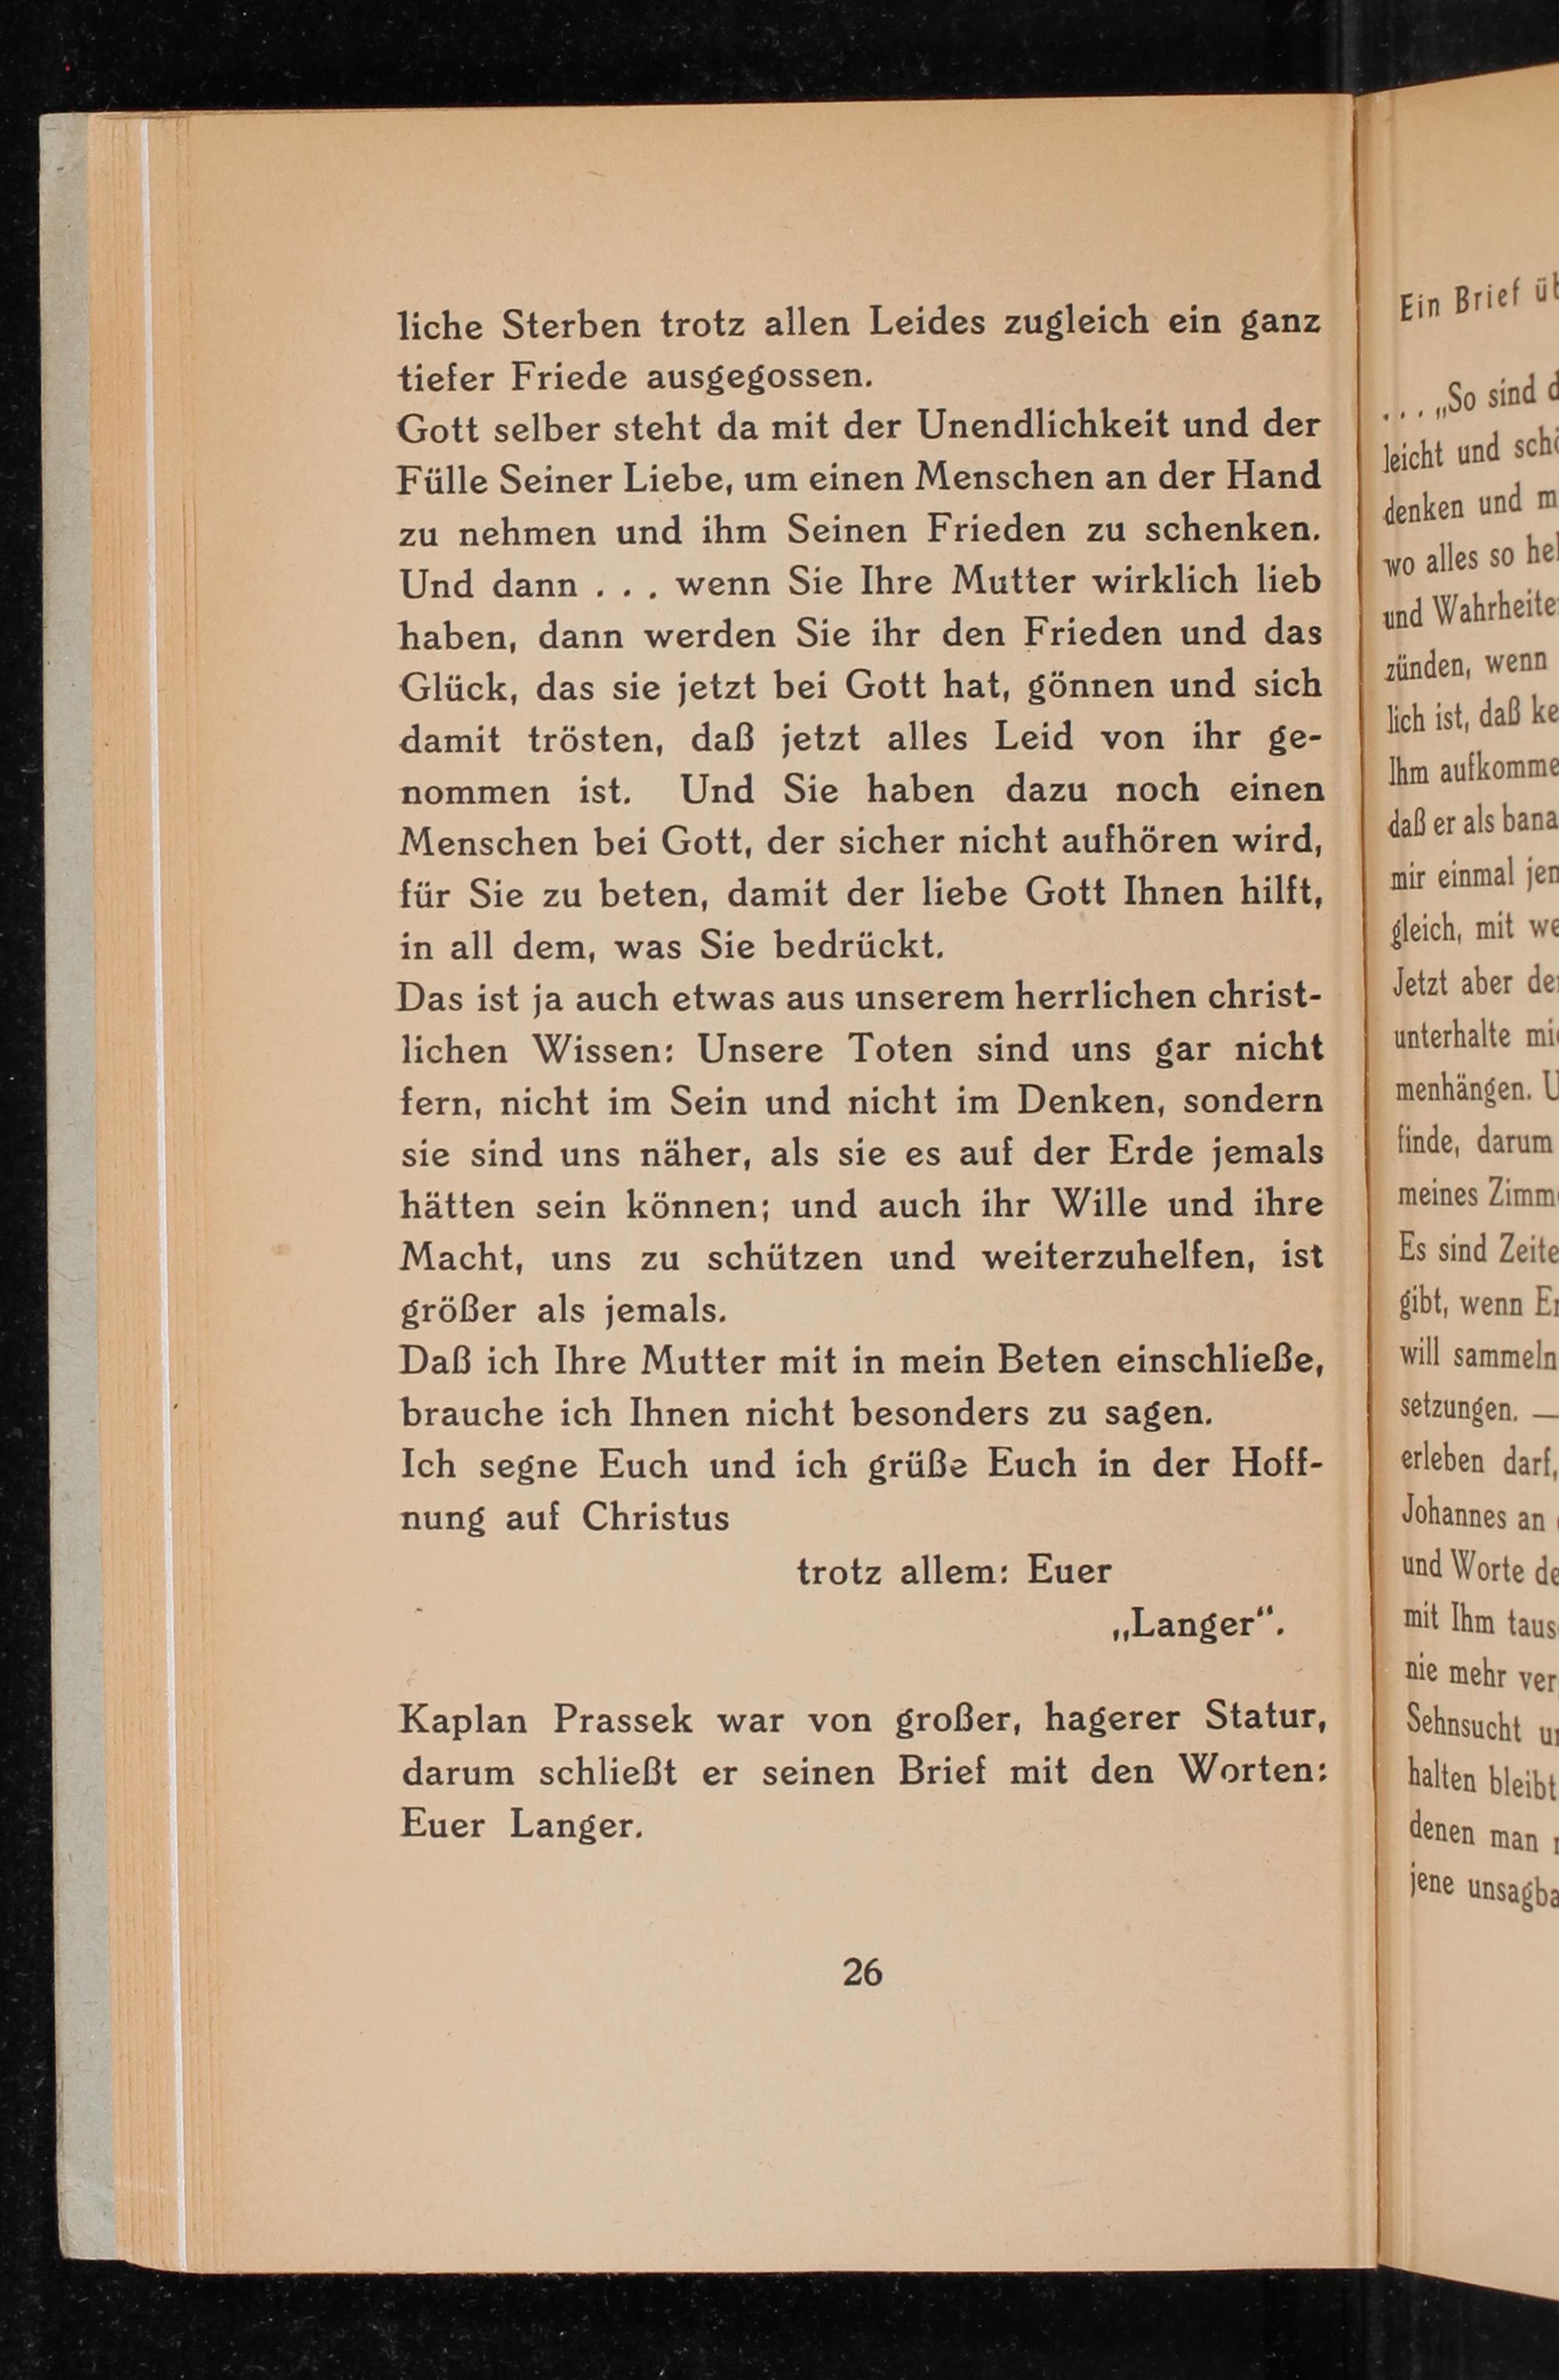 liche Sterben trotz allen Leides zugleich ein ganz
tiefer Friede ausgegossen.
Gott selber steht da mit der Unendlichkeit und der
Fülle Seiner Liebe, um einen Menschen an der Hand
zu nehmen und ihm Seinen Frieden zu schenken.
Und dann . . . wenn Sie Ihre Mutter wirklich lieb
haben, dann werden Sie ihr den Frieden und das
Glück, das sie jetzt bei Gott hat, gönnen und sich
damit trösten, daß jetzt alles Leid von ihr ge-
nommen ist. Und Sie haben dazu noch einen
Menschen bei Gott, der sicher nicht aufhören wird,
für Sie zu beten, damit der liebe Gott Ihnen hilft,
in all dem, was Sie bedrückt.
Das ist ja auch etwas aus unserem herrlichen christ-
lichen Wissen: Unsere Toten sind uns gar nicht
fern, nicht im Sein und nicht im Denken, sondern
sie sind uns näher, als sie es auf der Erde jemals
hätten sein können; und auch ihr Wille und ihre
Macht, uns zu schützen und weiterzuhelfen, ist
größer als jemals.
Daß ich Ihre Mutter mit in mein Beten einschließe,
brauche ich Ihnen nicht besonders zu sagen.
Ich segne Euch und ich grüße Euch in der Hoff-
nung auf Christus
trotz allem: Euer
„Langer“.
Kaplan Prassek war von großer, hagerer Statur,
darum schließt er seinen Brief mit den Worten:
Euer Langer.
26
Ein Brief
. . . „So sind
leicht und
denken und
wo alles so
und
zünden, wenn
lich ist, daß
Ihm
daß er als
mir einmal
gleich, mit
Jetzt aber
unterhalte
menhängen.
finde, darum
meines
Es sind
gibt, wenn
will sammeln
setzungen. —
erleben darf,
Johannes an
und Worte
mit Ihm
nie mehr
Sehnsucht
halten bleibt
denen man
jene